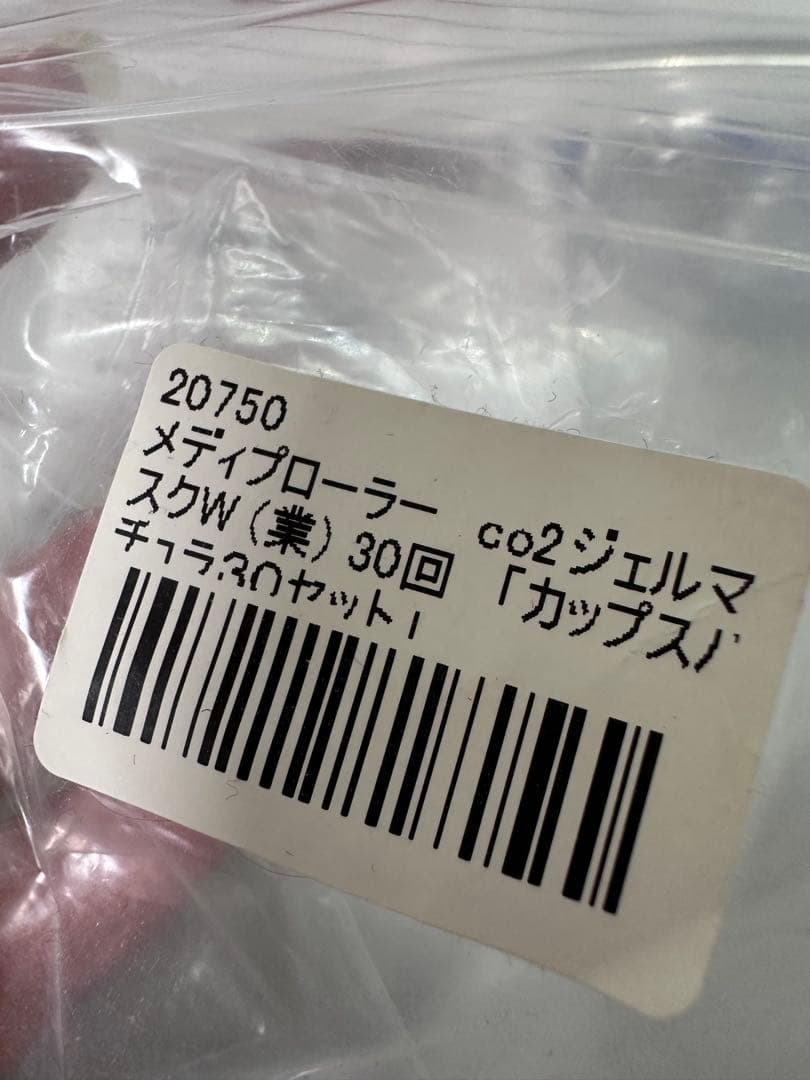 20750
メディプローラー co2ジェルマ
スクW（業）30回 「カップスパ
チュラ30セット」